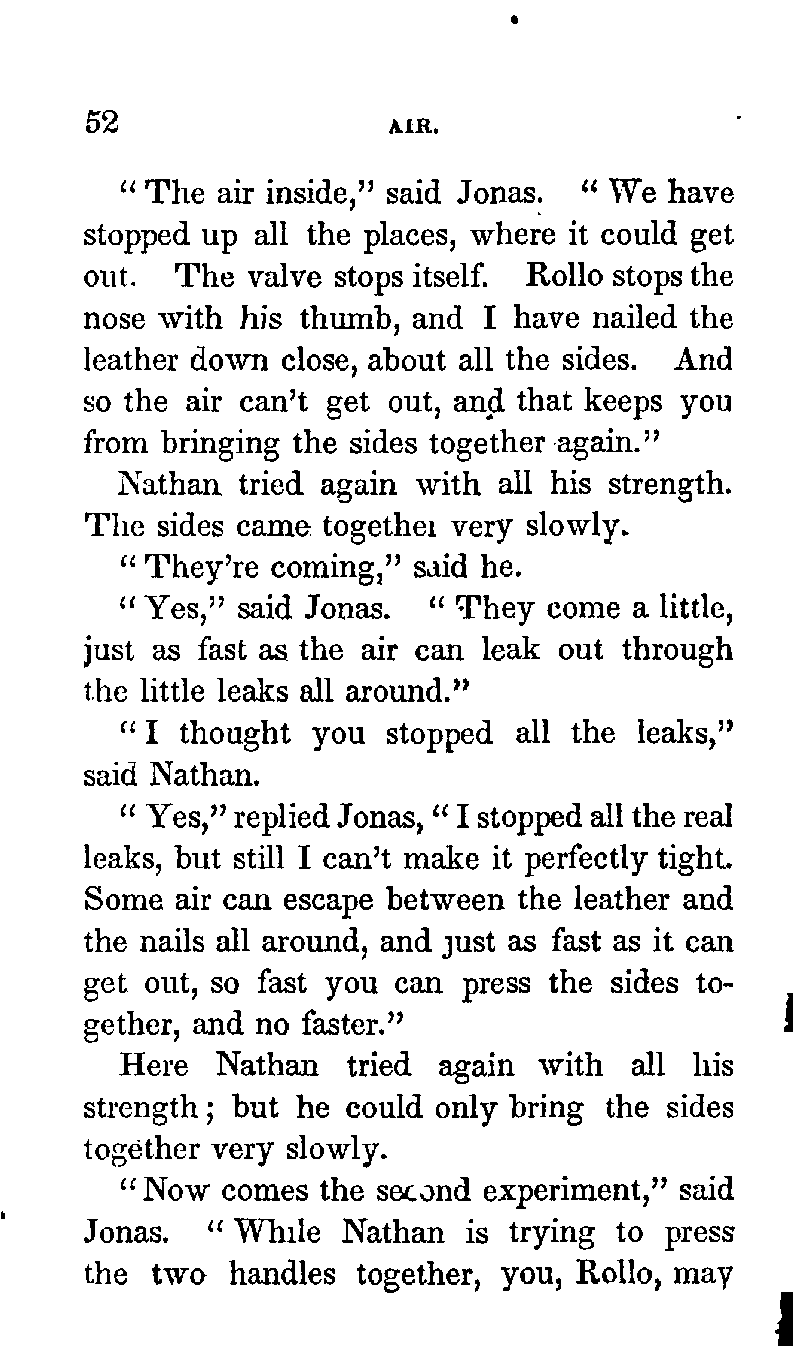 52 AIR.
“ The air inside,” said Jonas. “ We have
stopped up all the places, where it could get
out. The valve stops itself. Rollo stops the
nose with his thumb, and I have nailed the
leather down close, about all the sides. And
so the air can’t get out, and that keeps you
from bringing the sides together again.”
Nathan tried again with all his strength.
The sides came together very slowly.
“ They’re coming,” said he.
“ Yes,” said Jonas. “ They come a little,
just as fast as the air can leak out through
the little leaks all around.”
“ I thought you stopped all the leaks,”
said Nathan.
“ Yes,” replied Jonas, “ I stopped all the real
leaks, but still I can’t make it perfectly tight.
Some air can escape between the leather and
the nails all around, and just as fast as it can
get out, so fast you can press the sides to-
gether, and no faster.”
Here Nathan tried again with all his
strength ; but he could only bring the sides
together very slowly.
“ Now comes the second experiment,” said
Jonas. “ While Nathan is trying to press
the two handles together, you, Rollo, may